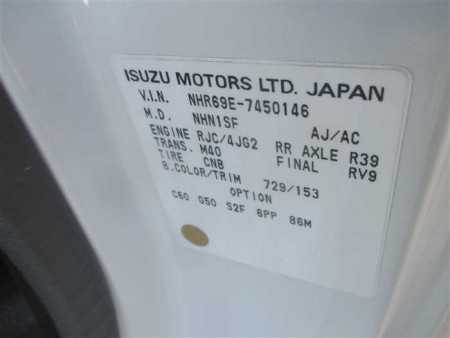 ISUZU MOTORS LTD. JAPAN
V.I.N. NHR69E-7450146
M.D. NHN1SF AJ/AC
ENGINE RJC/4JG2 RR AXLE R39
TRANS. M40 FINAL RV9
TIRE CNB
B.COLOR/TRIM 729/153
OPTION
C60 G50 S2F 6PP 86M